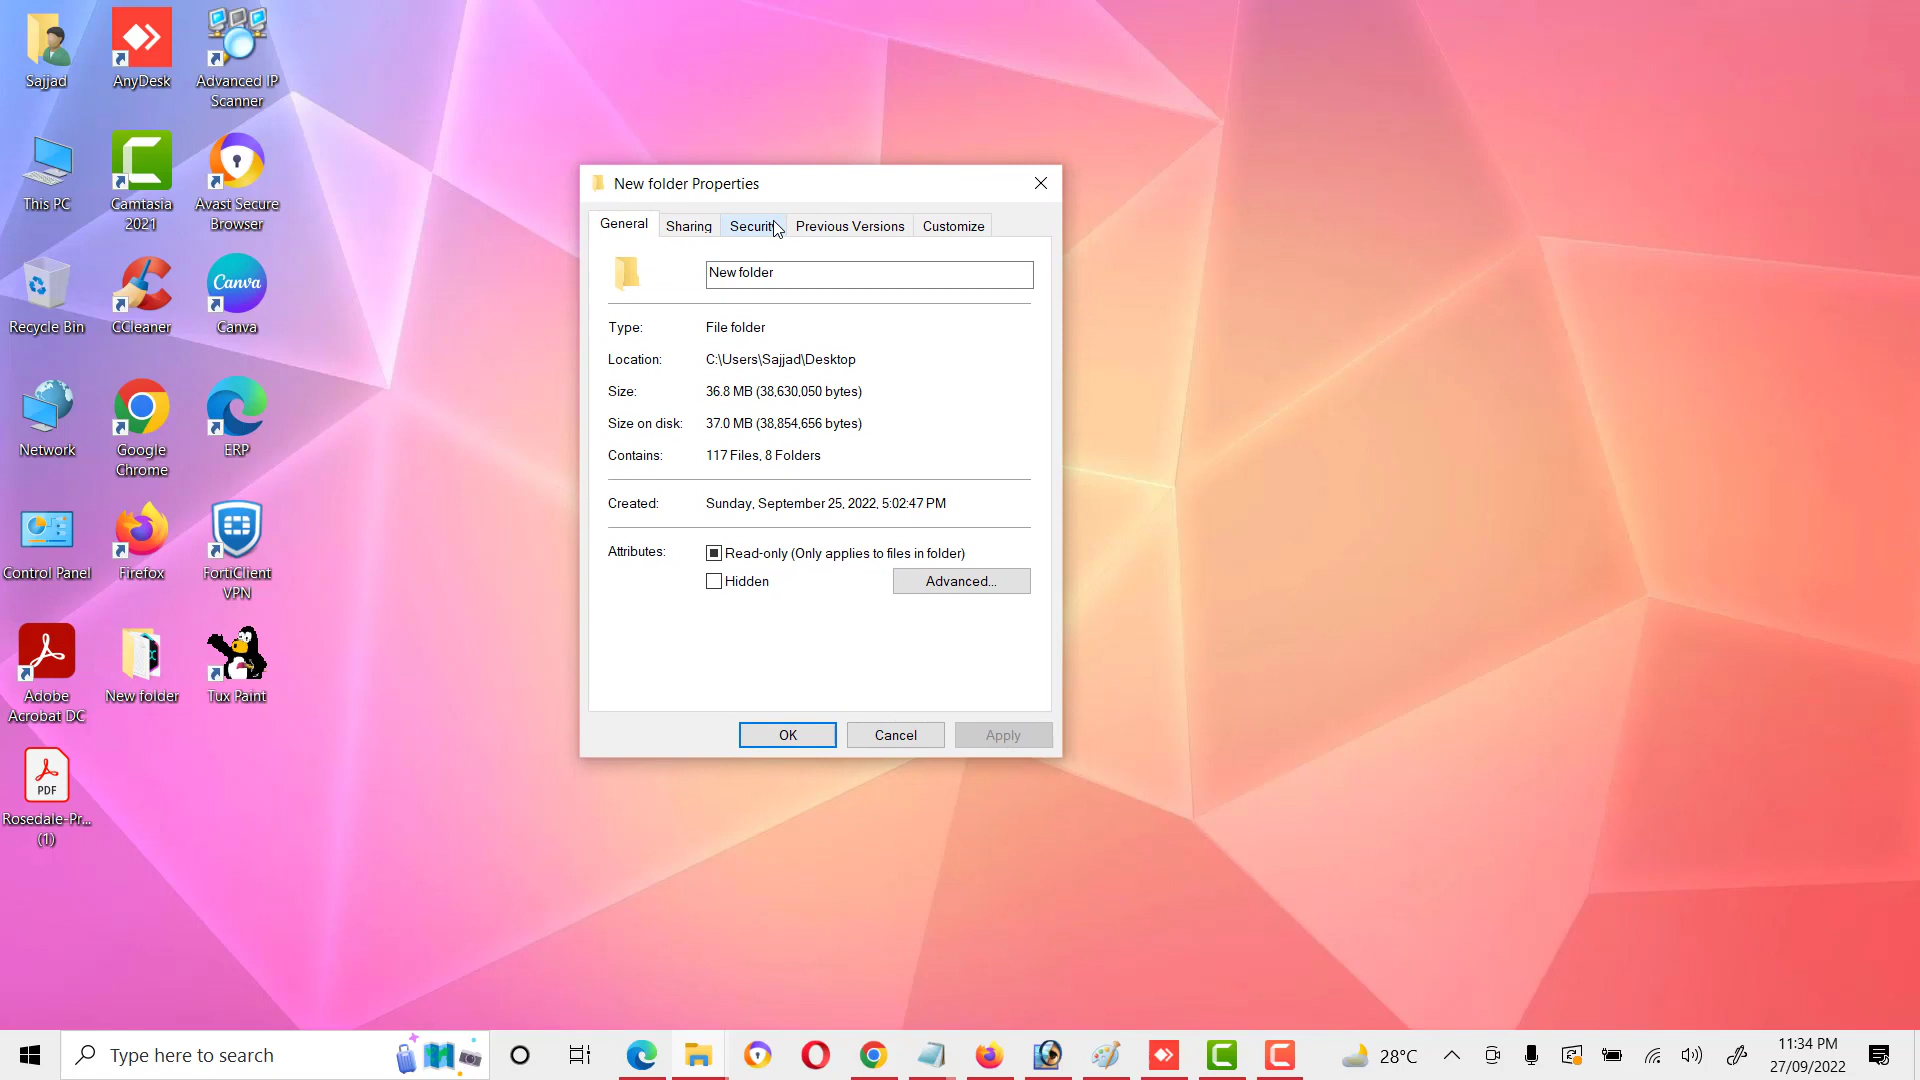 Sajjad
AnyDesk
Advanced IP
Scanner
This PC
Camtasia
2021
Avast Secure
Browser
Recycle Bin
CCleaner
Canva
Canva
Network
Google
Chrome
ERP
Control Panel
Firefox
FortiClient
VPN
Adobe
Acrobat DC
New folder
Tux Paint
PDF
Rosedale-Pr...
(1)
New folder Properties
General
Sharing
Security
Previous Versions
Customize
New folder
Type: File folder
Location: C:\Users\Sajjad\Desktop
Size: 36.8 MB (38,630,050 bytes)
Size on disk: 37.0 MB (38,854,656 bytes)
Contains: 117 Files, 8 Folders
Created: Sunday, September 25, 2022, 5:02:47 PM
Attributes: Read-only (Only applies to files in folder)
Hidden
Advanced...
OK
Cancel
Apply
Type here to search
28°C
11:34 PM
27/09/2022